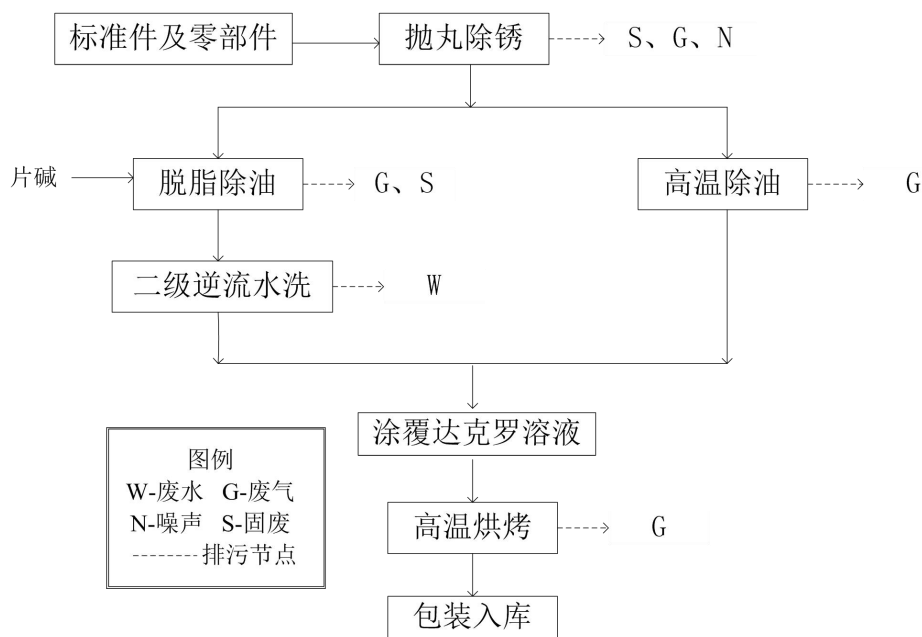 标准件及零部件
抛丸除锈
S、G、N
片碱
脱脂除油
G、S
高温除油
G
二级逆流水洗
W
涂覆达克罗溶液
图例
W-废水 G-废气
N-噪声 S-固废
-------排污节点
高温烘烤
G
包装入库